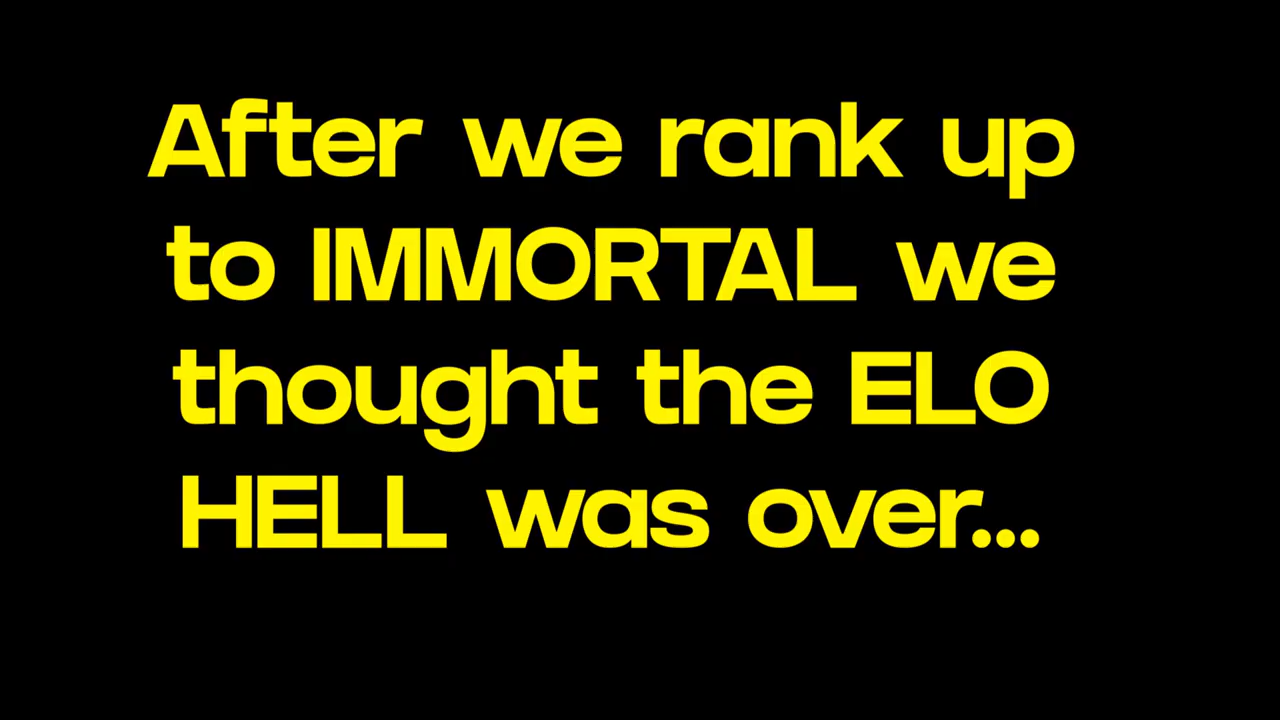 After we rank up
to IMMORTAL we
thought the ELO
HELL was over...